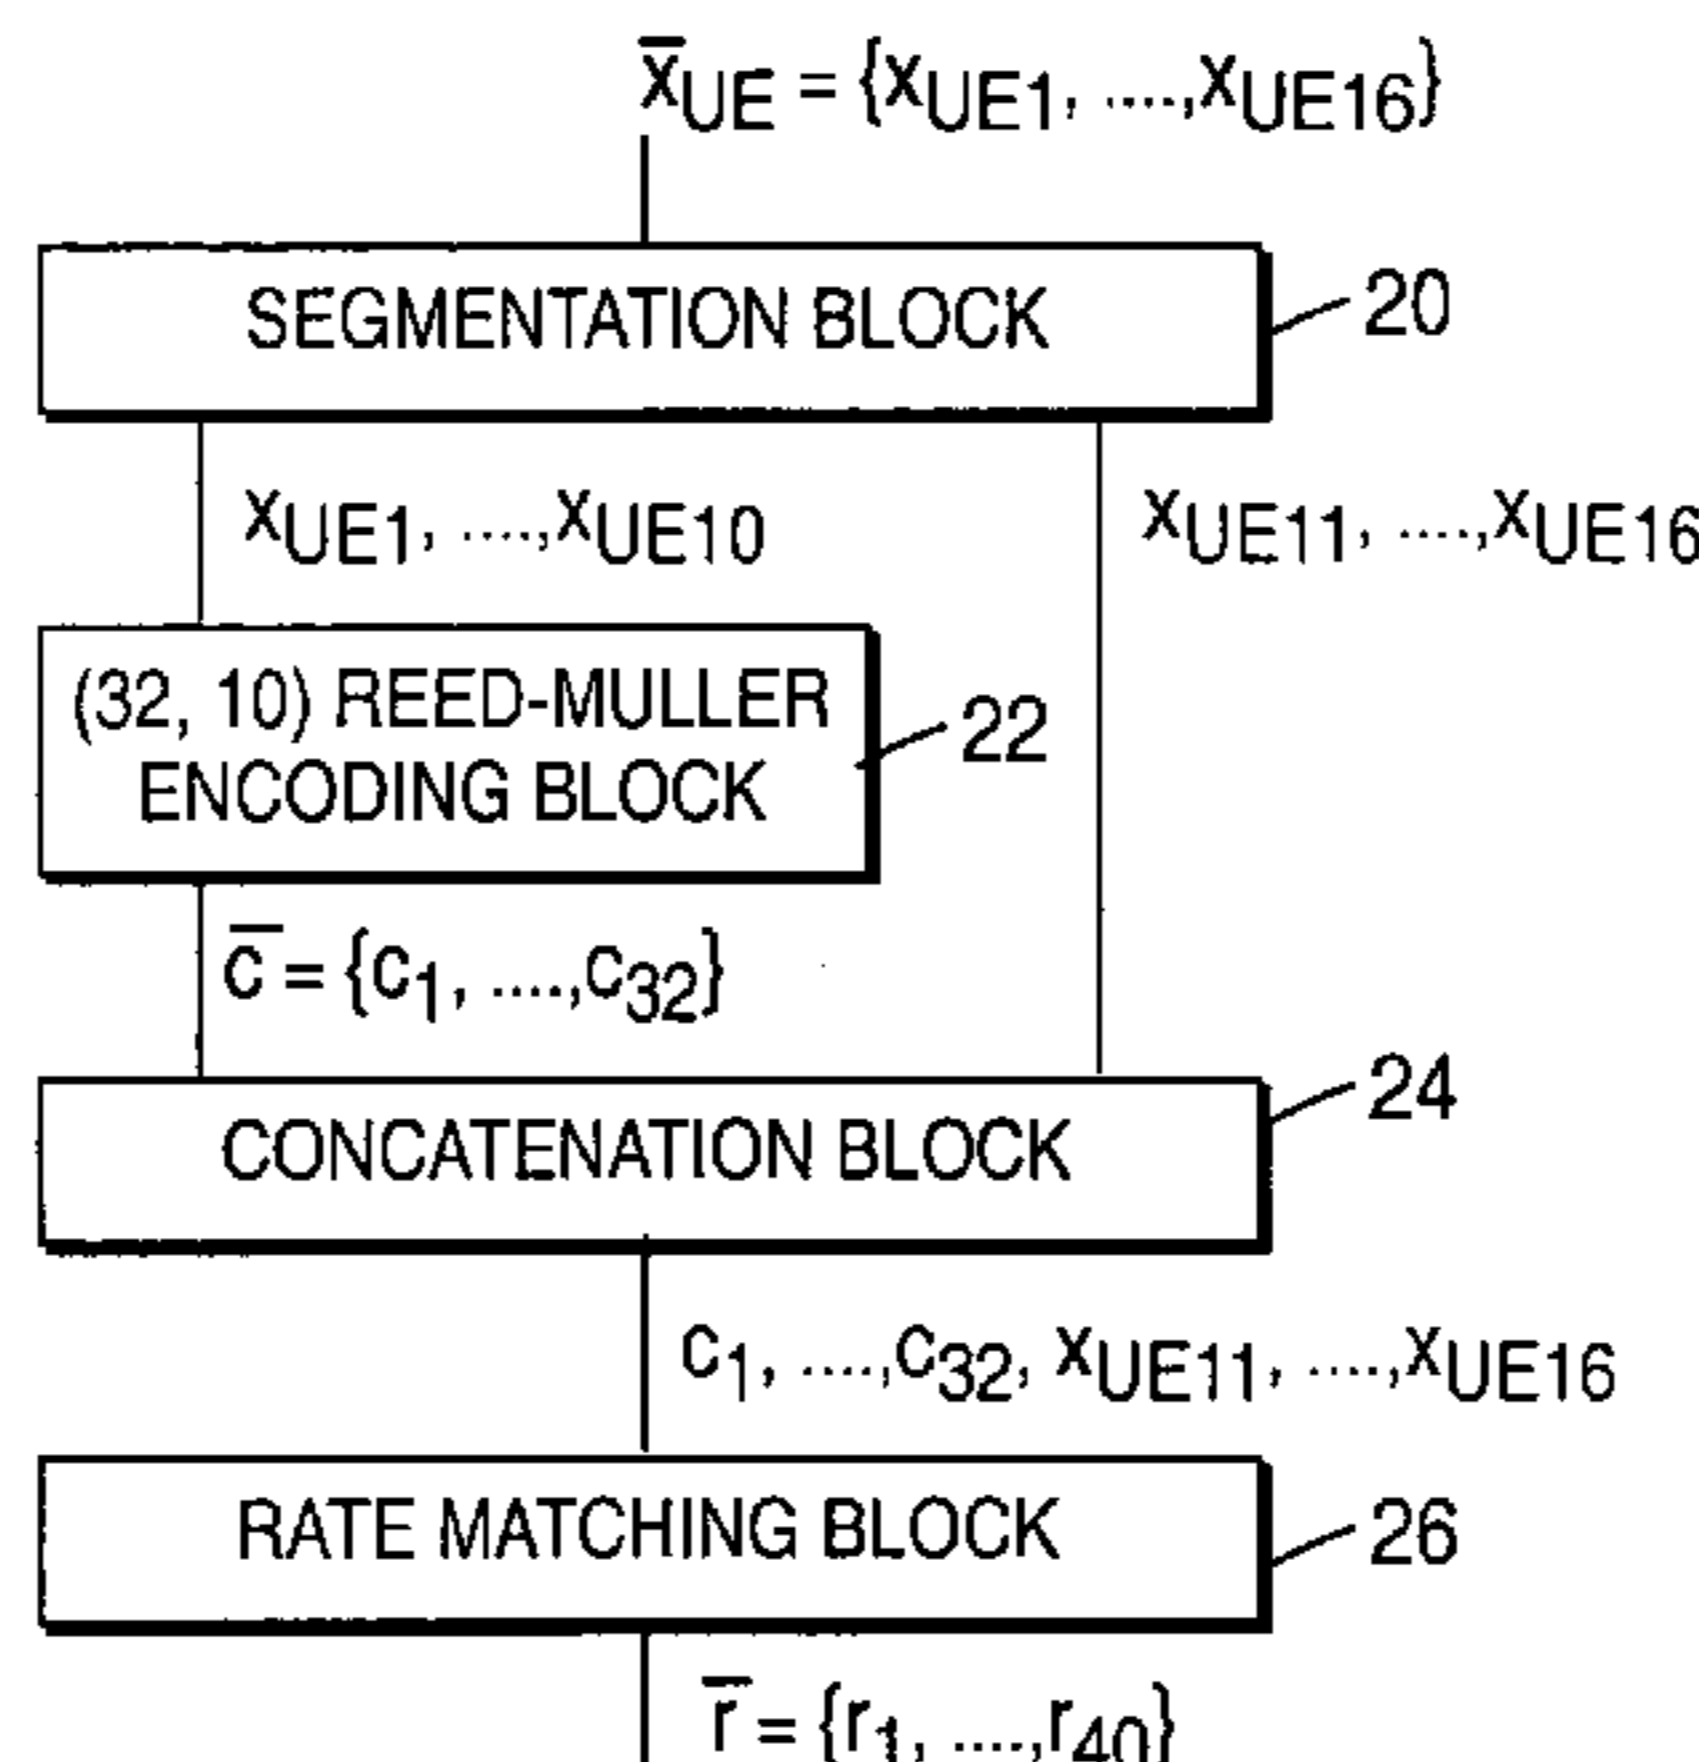 x̄UE = {xUE1, ....,xUE16}
SEGMENTATION BLOCK
20
xUE1, ....,xUE10
xUE11, ....,xUE16
(32, 10) REED-MULLER
ENCODING BLOCK
22
c̄ = {c1, ....,c32}
CONCATENATION BLOCK
24
c1, ....,c32, xUE11, ....,xUE16
RATE MATCHING BLOCK
26
r̄ = {r1, ....,r40}